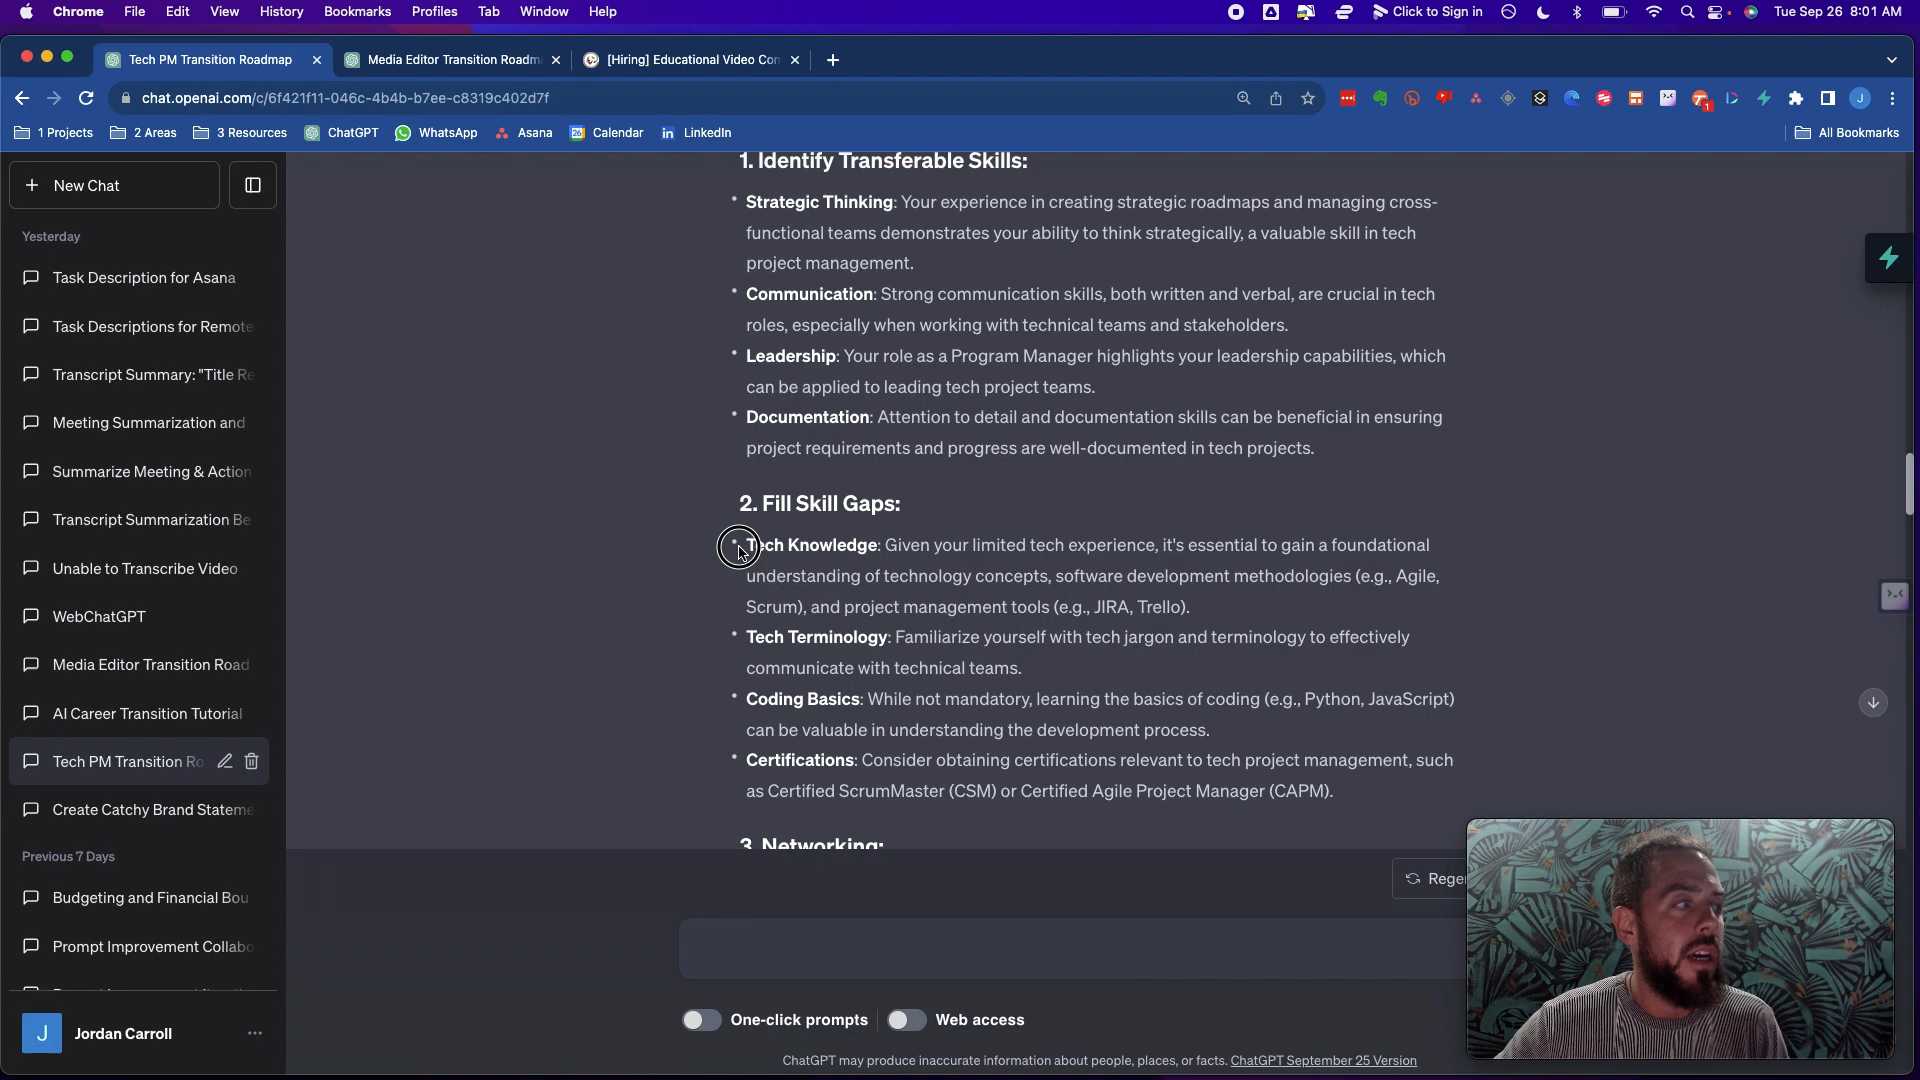 Chrome File Edit View History Bookmarks Profiles Tab Window Help
Click to Sign in
Tue Sep 26 8:01 AM
Tech PM Transition Roadmap
Media Editor Transition Roadm
[Hiring] Educational Video Con
chat.openai.com/c/6f421f11-046c-4b4b-b7ee-c8319c402d7f
1
J
1 Projects
2 Areas
3 Resources
ChatGPT
WhatsApp
26
Asana
Calendar
in LinkedIn
All Bookmarks
New Chat
Yesterday
Task Description for Asana
Task Descriptions for Remote
Transcript Summary: "Title Re
Meeting Summarization and
Summarize Meeting & Action
Transcript Summarization Be
Unable to Transcribe Video
WebChatGPT
Media Editor Transition Road
AI Career Transition Tutorial
Tech PM Transition Ro
Create Catchy Brand Stateme
Previous 7 Days
Budgeting and Financial Bou
Prompt Improvement Collabo
J
Jordan Carroll
1. Identify Transferable Skills:
• Strategic Thinking: Your experience in creating strategic roadmaps and managing cross-
functional teams demonstrates your ability to think strategically, a valuable skill in tech
project management.
• Communication: Strong communication skills, both written and verbal, are crucial in tech
roles, especially when working with technical teams and stakeholders.
• Leadership: Your role as a Program Manager highlights your leadership capabilities, which
can be applied to leading tech project teams.
• Documentation: Attention to detail and documentation skills can be beneficial in ensuring
project requirements and progress are well-documented in tech projects.
2. Fill Skill Gaps:
• Tech Knowledge: Given your limited tech experience, it's essential to gain a foundational
understanding of technology concepts, software development methodologies (e.g., Agile,
Scrum), and project management tools (e.g., JIRA, Trello).
• Tech Terminology: Familiarize yourself with tech jargon and terminology to effectively
communicate with technical teams.
• Coding Basics: While not mandatory, learning the basics of coding (e.g., Python, JavaScript)
can be valuable in understanding the development process.
• Certifications: Consider obtaining certifications relevant to tech project management, such
as Certified ScrumMaster (CSM) or Certified Agile Project Manager (CAPM).
3. Networking:
Regen
One-click prompts
Web access
ChatGPT may produce inaccurate information about people, places, or facts. ChatGPT September 25 Version